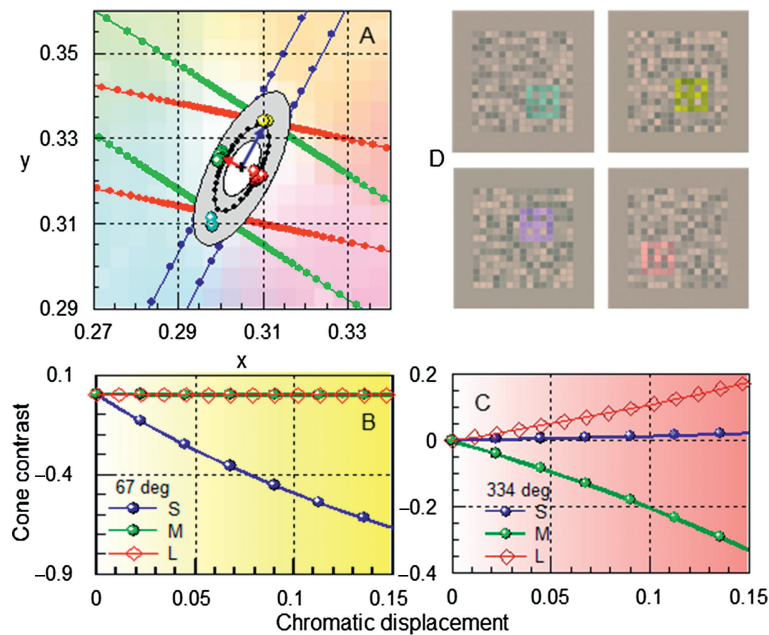 A
0.35
0.33
y
0.31
0.29
0.27 0.29 0.31 0.33
x
D
0.1
B
−0.4
−0.9
Cone contrast
67 deg
S
M
L
0 0.05 0.1 0.15
0.2
C
0
−0.2
−0.4
334 deg
S
M
L
0 0.05 0.10 0.15
Chromatic displacement